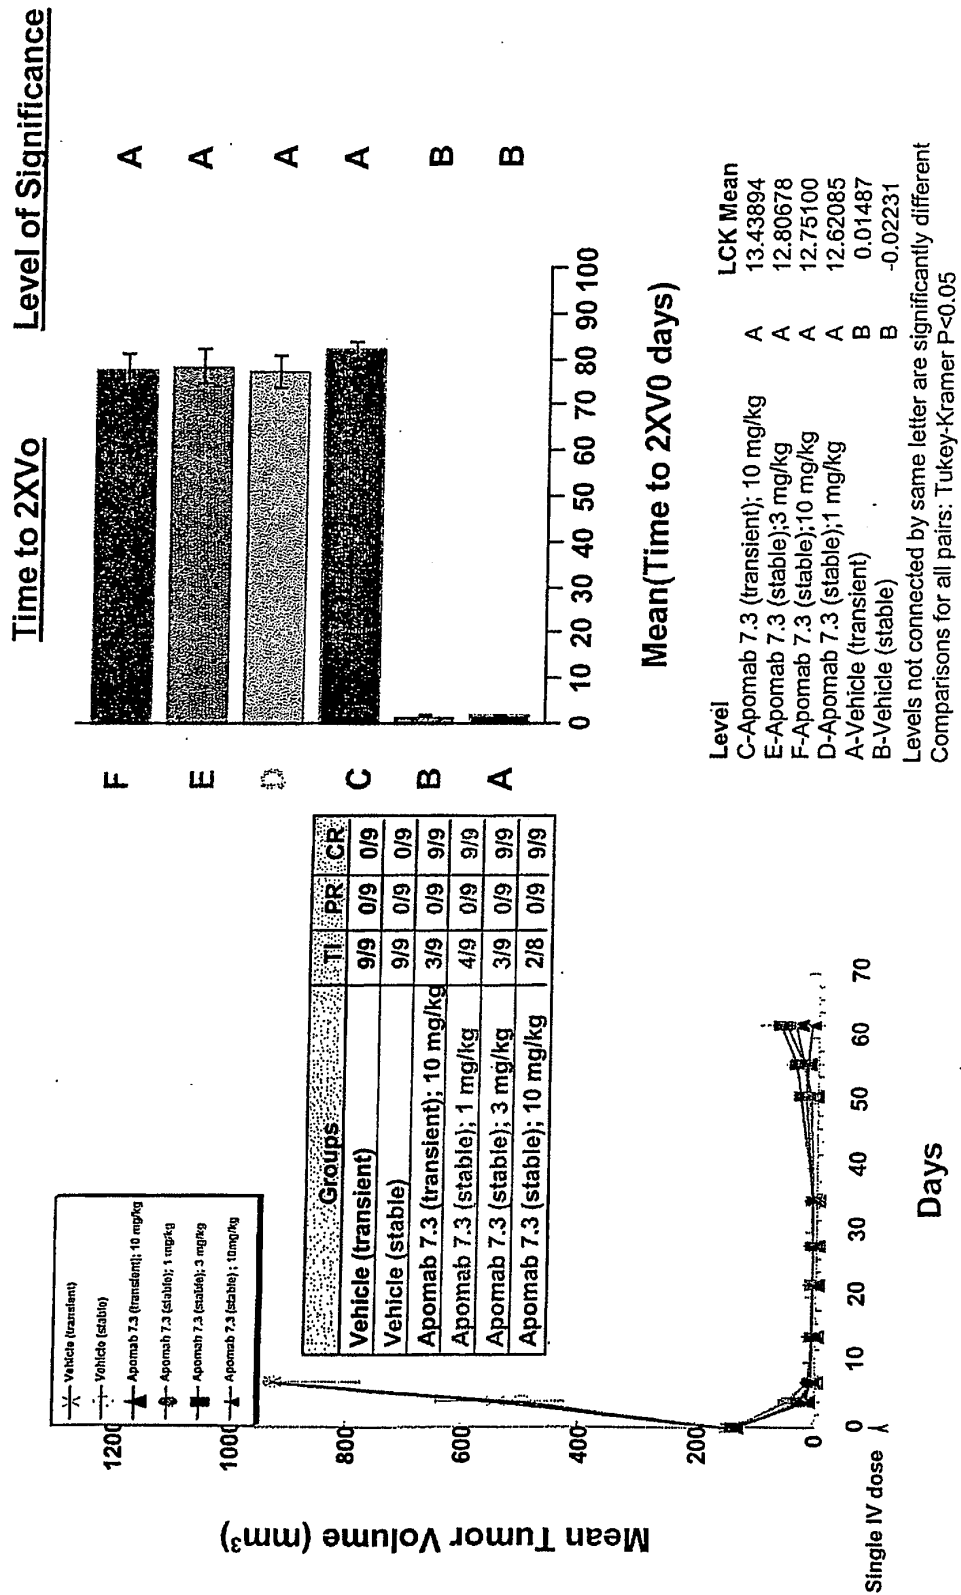 Mean Tumor Volume (mm³)
1200
1000
800
600
400
200
0
Single IV dose
0 10 20 30 40 50 60 70
Days
Vehicle (transient)
Vehicle (stable)
Apomab 7.3 (transient); 10 mg/kg
Apomab 7.3 (stable); 1 mg/kg
Apomab 7.3 (stable); 3 mg/kg
Apomab 7.3 (stable) ; 10mg/kg
Groups TI PR CR
Vehicle (transient) 9/9 0/9 0/9
Vehicle (stable) 9/9 0/9 0/9
Apomab 7.3 (transient); 10 mg/kg 3/9 0/9 9/9
Apomab 7.3 (stable); 1 mg/kg 4/9 0/9 9/9
Apomab 7.3 (stable); 3 mg/kg 3/9 0/9 9/9
Apomab 7.3 (stable); 10 mg/kg 2/8 0/9 9/9
Time to 2XVo Level of Significance
F A
E A
D A
C A
B B
A B
0 10 20 30 40 50 60 70 80 90 100
Mean(Time to 2XV0 days)
Level LCK Mean
C-Apomab 7.3 (transient); 10 mg/kg A 13.43894
E-Apomab 7.3 (stable);3 mg/kg A 12.80678
F-Apomab 7.3 (stable);10 mg/kg A 12.75100
D-Apomab 7.3 (stable);1 mg/kg A 12.62085
A-Vehicle (transient) B 0.01487
B-Vehicle (stable) B -0.02231
Levels not connected by same letter are significantly different
Comparisons for all pairs: Tukey-Kramer P<0.05